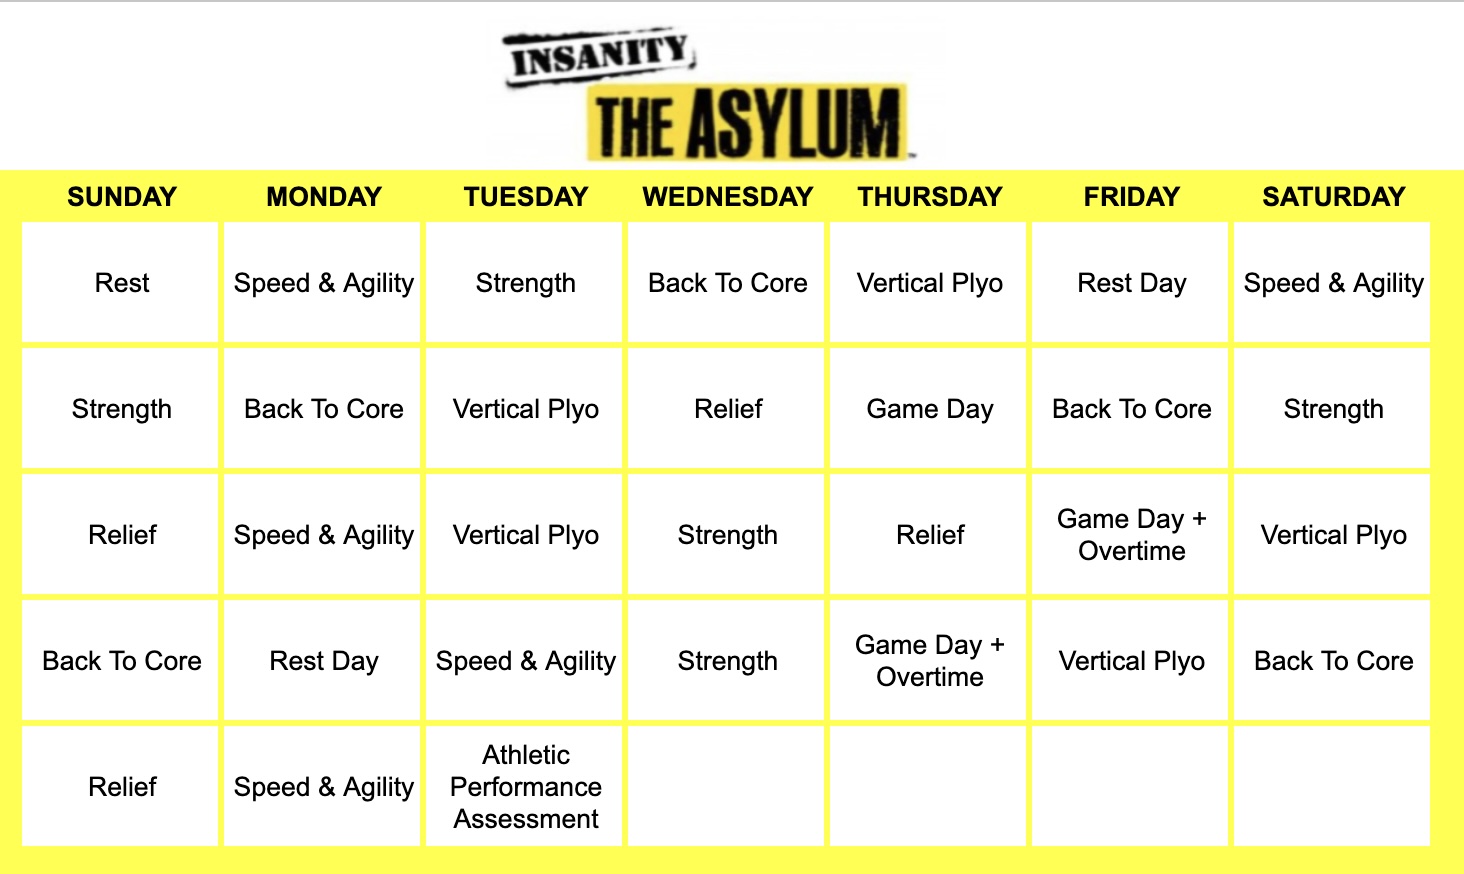 INSANITY
THE ASYLUM
SUNDAY MONDAY TUESDAY WEDNESDAY THURSDAY FRIDAY SATURDAY
Rest Speed & Agility Strength Back To Core Vertical Plyo Rest Day Speed & Agility
Strength Back To Core Vertical Plyo Relief Game Day Back To Core Strength
Relief Speed & Agility Vertical Plyo Strength Relief Game Day + Overtime Vertical Plyo
Back To Core Rest Day Speed & Agility Strength Game Day + Overtime Vertical Plyo Back To Core
Relief Speed & Agility Athletic Performance Assessment